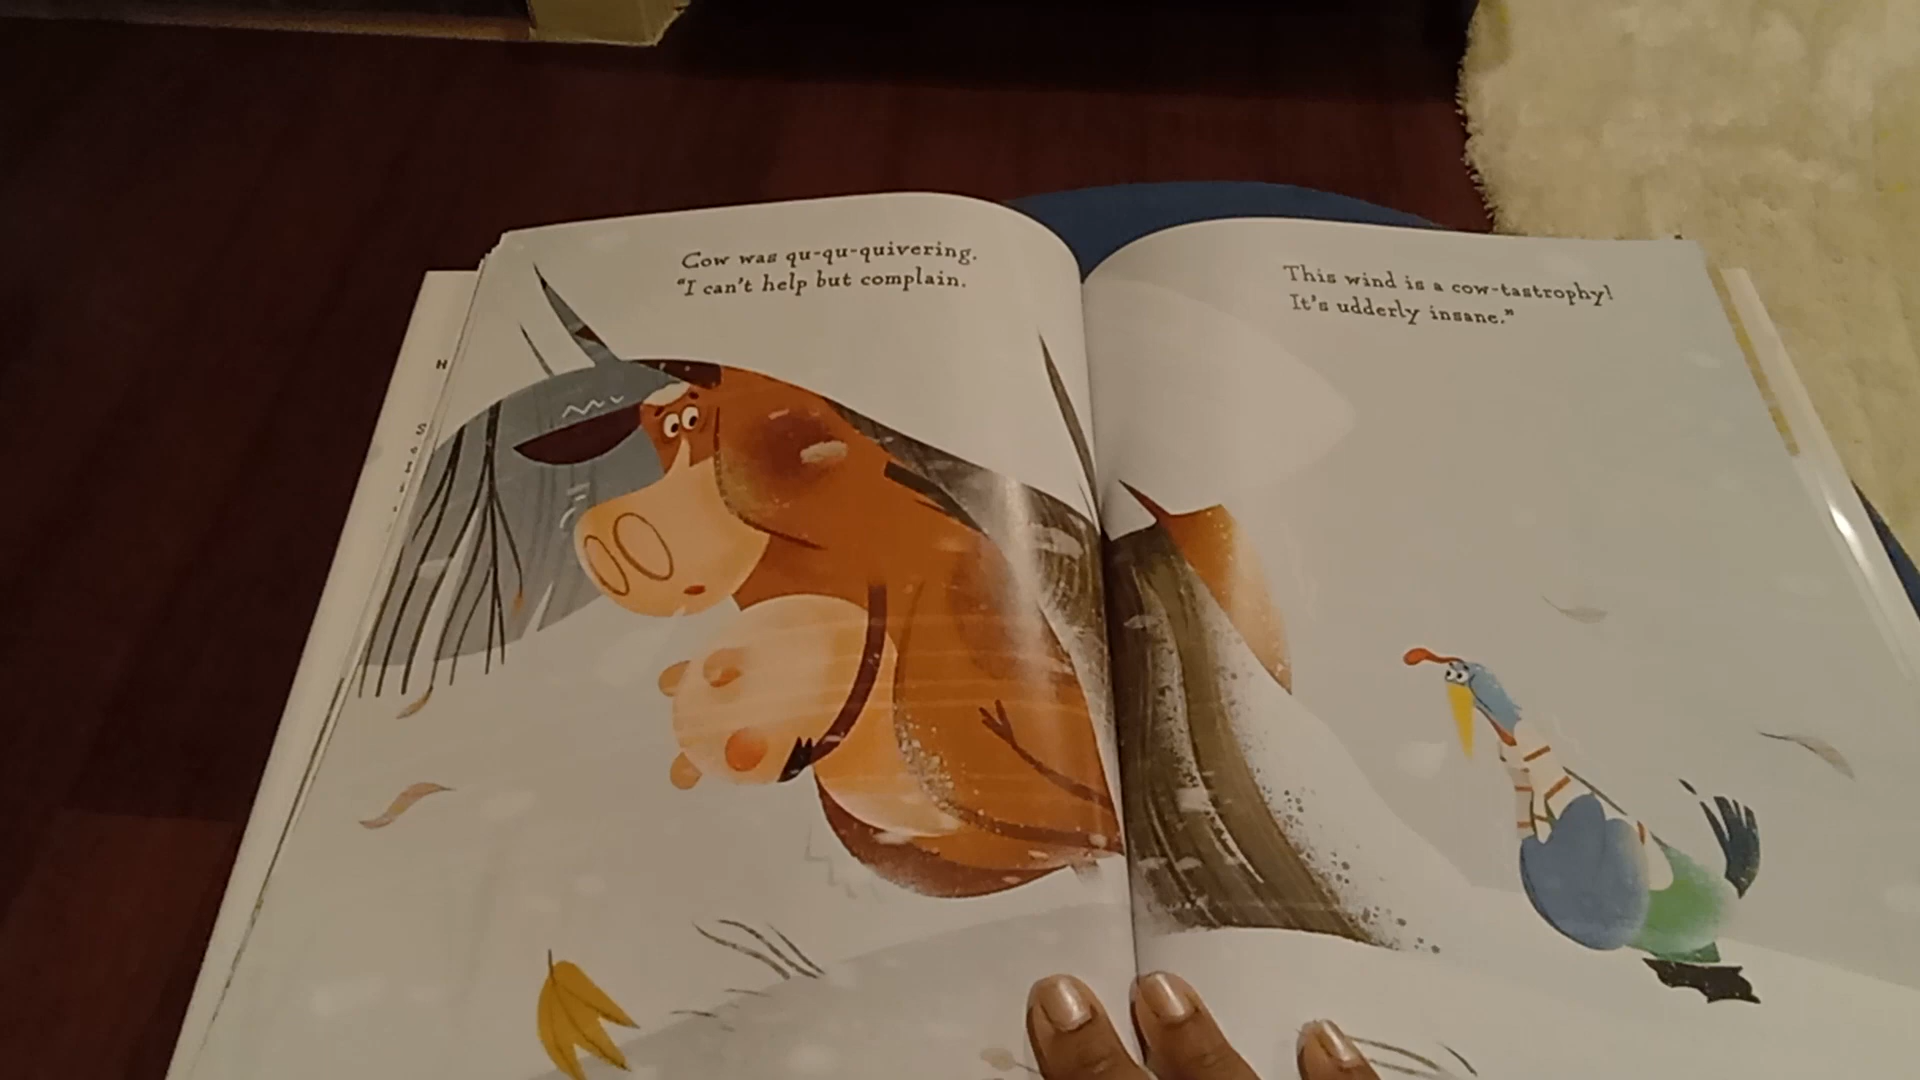 Cow was qu-qu-quivering.
“I can't help but complain.
This wind is a cow-tastrophy!
It's udderly insane.”
H
S